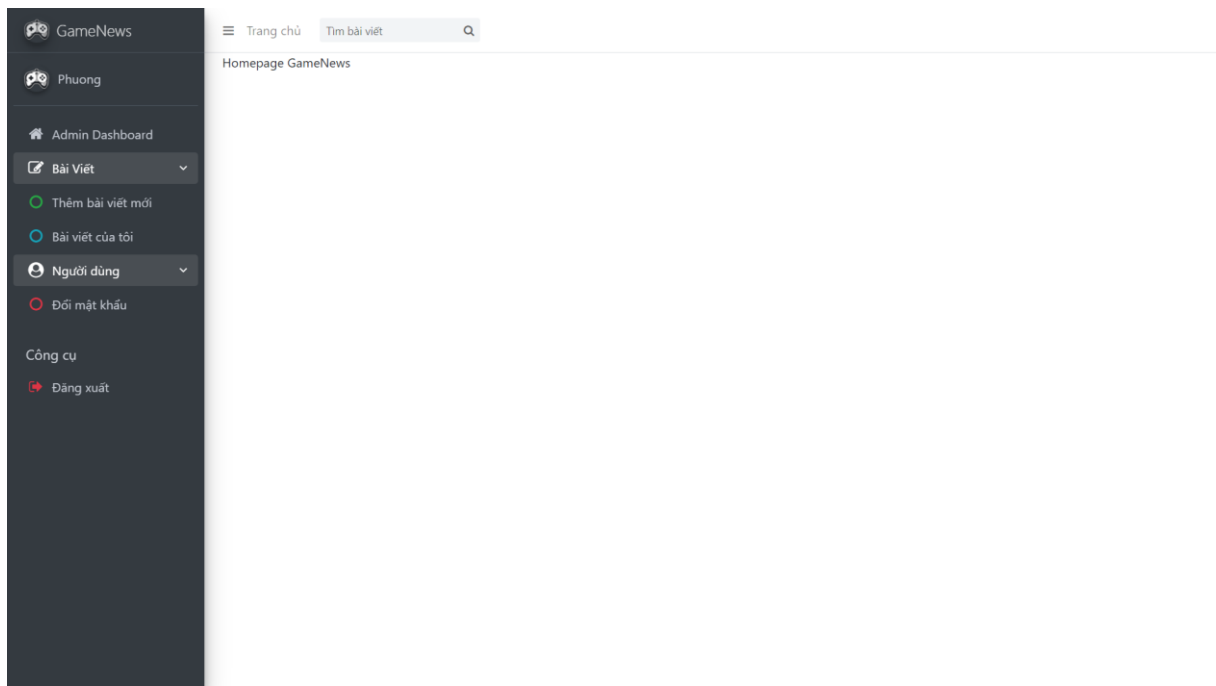 GameNews
Trang chủ
Tìm bài viết
Phuong
Homepage GameNews
Admin Dashboard
Bài Viết
Thêm bài viết mới
Bài viết của tôi
Người dùng
Đổi mật khẩu
Công cụ
Đăng xuất